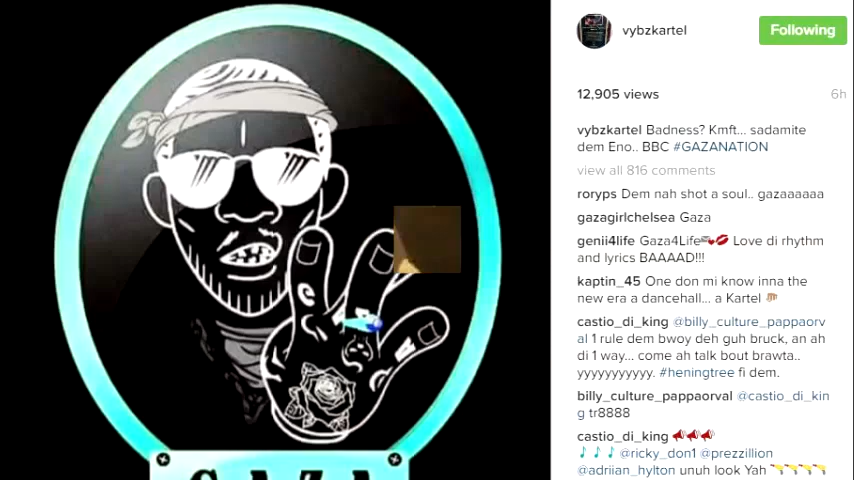 GAZA
vybzkartel
Following
12,905 views
6h
vybzkartel Badness? Kmft... sadamite
dem Eno.. BBC #GAZANATION
view all 816 comments
roryps Dem nah shot a soul.. gazaaaaaa
gazagirlchelsea Gaza
genii4life Gaza4Life Love di rhythm
and lyrics BAAAAD!!!
kaptin_45 One don mi know inna the
new era a dancehall... a Kartel
castio_di_king @billy_culture_pappaorv
al 1 rule dem bwoy deh guh bruck, an ah
di 1 way... come ah talk bout brawta..
yyyyyyyyyyy. #heningtree fi dem.
billy_culture_pappaorval @castio_di_kin
g tr8888
castio_di_king
@ricky_don1 @prezzillion
@adriian_hylton unuh look Yah